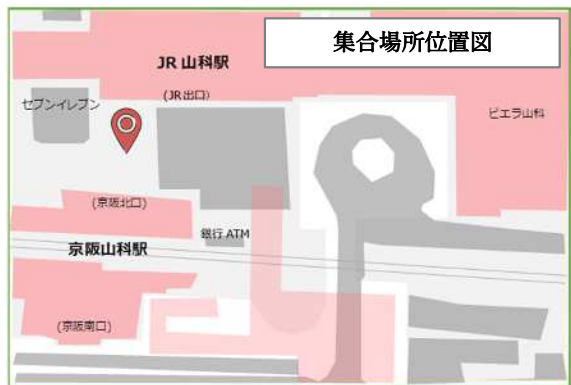 集合場所位置図
JR 山科駅
(JR出口)
セブンイレブン
ビエラ山科
(京阪北口)
銀行 ATM
京阪山科駅
(京阪南口)